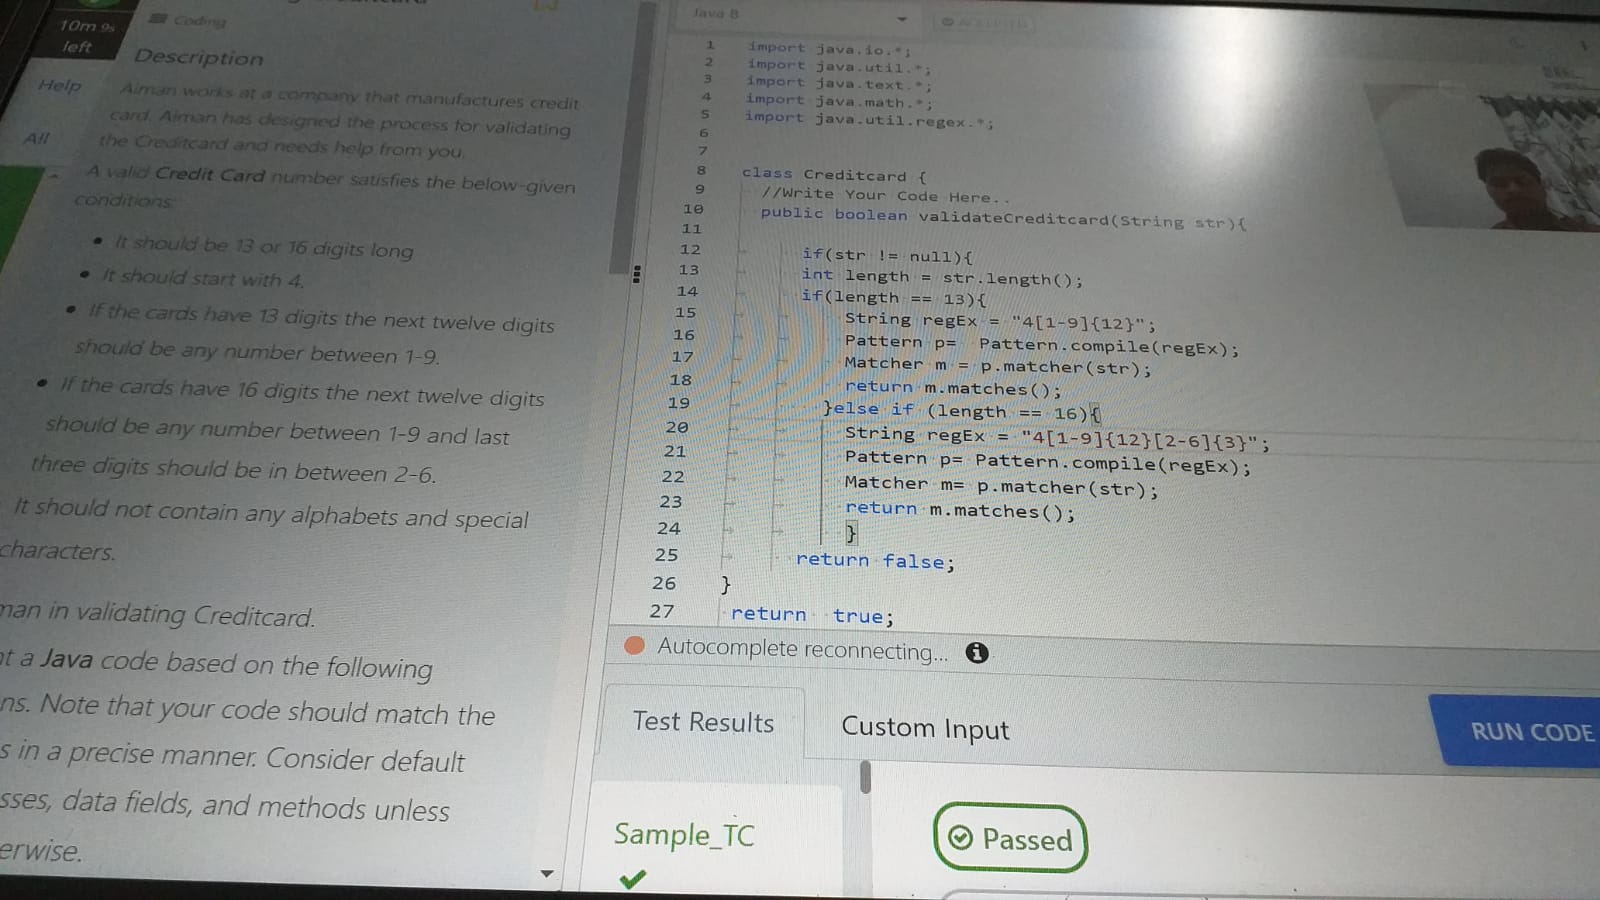 10m 9s
left
Help
All
Coding
Description
Aiman works at a company that manufactures credit
card. Aiman has designed the process for validating
the Creditcard and needs help from you.
A valid Credit Card number satisfies the below-given
conditions:
It should be 13 or 16 digits long
It should start with 4.
If the cards have 13 digits the next twelve digits
should be any number between 1-9.
If the cards have 16 digits the next twelve digits
should be any number between 1-9 and last
three digits should be in between 2-6.
It should not contain any alphabets and special
characters.
man in validating Creditcard.
a Java code based on the following
ns. Note that your code should match the
s in a precise manner. Consider default
sses, data fields, and methods unless
erwise.
Java 8
1 import java.io.*;
2 import java.util.*;
3 import java.text.*;
4 import java.math.*;
5 import java.util.regex.*;
6
7
8 class Creditcard {
9 //Write Your Code Here..
10 public boolean validateCreditcard(String str){
11
12 if(str != null){
13 int length = str.length();
14 if(length == 13){
15 String regEx = "4[1-9]{12}";
16 Pattern p= Pattern.compile(regEx);
17 Matcher m = p.matcher(str);
18 return m.matches();
19 }else if (length == 16){
20 String regEx = "4[1-9]{12}[2-6]{3}";
21 Pattern p= Pattern.compile(regEx);
22 Matcher m= p.matcher(str);
23 return m.matches();
24 }
25 return false;
26 }
27 return true;
Autocomplete reconnecting...
Test Results
Custom Input
RUN CODE
Sample_TC
Passed